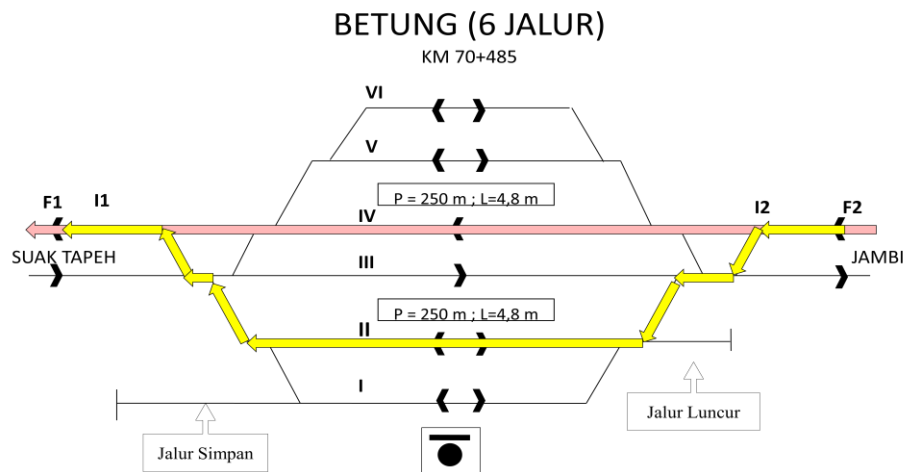 BETUNG (6 JALUR)
KM 70+485
VI
V
P = 250 m ; L=4,8 m
F1
I1
IV
I2
F2
SUAK TAPEH
III
JAMBI
P = 250 m ; L=4,8 m
II
I
Jalur Simpan
Jalur Luncur